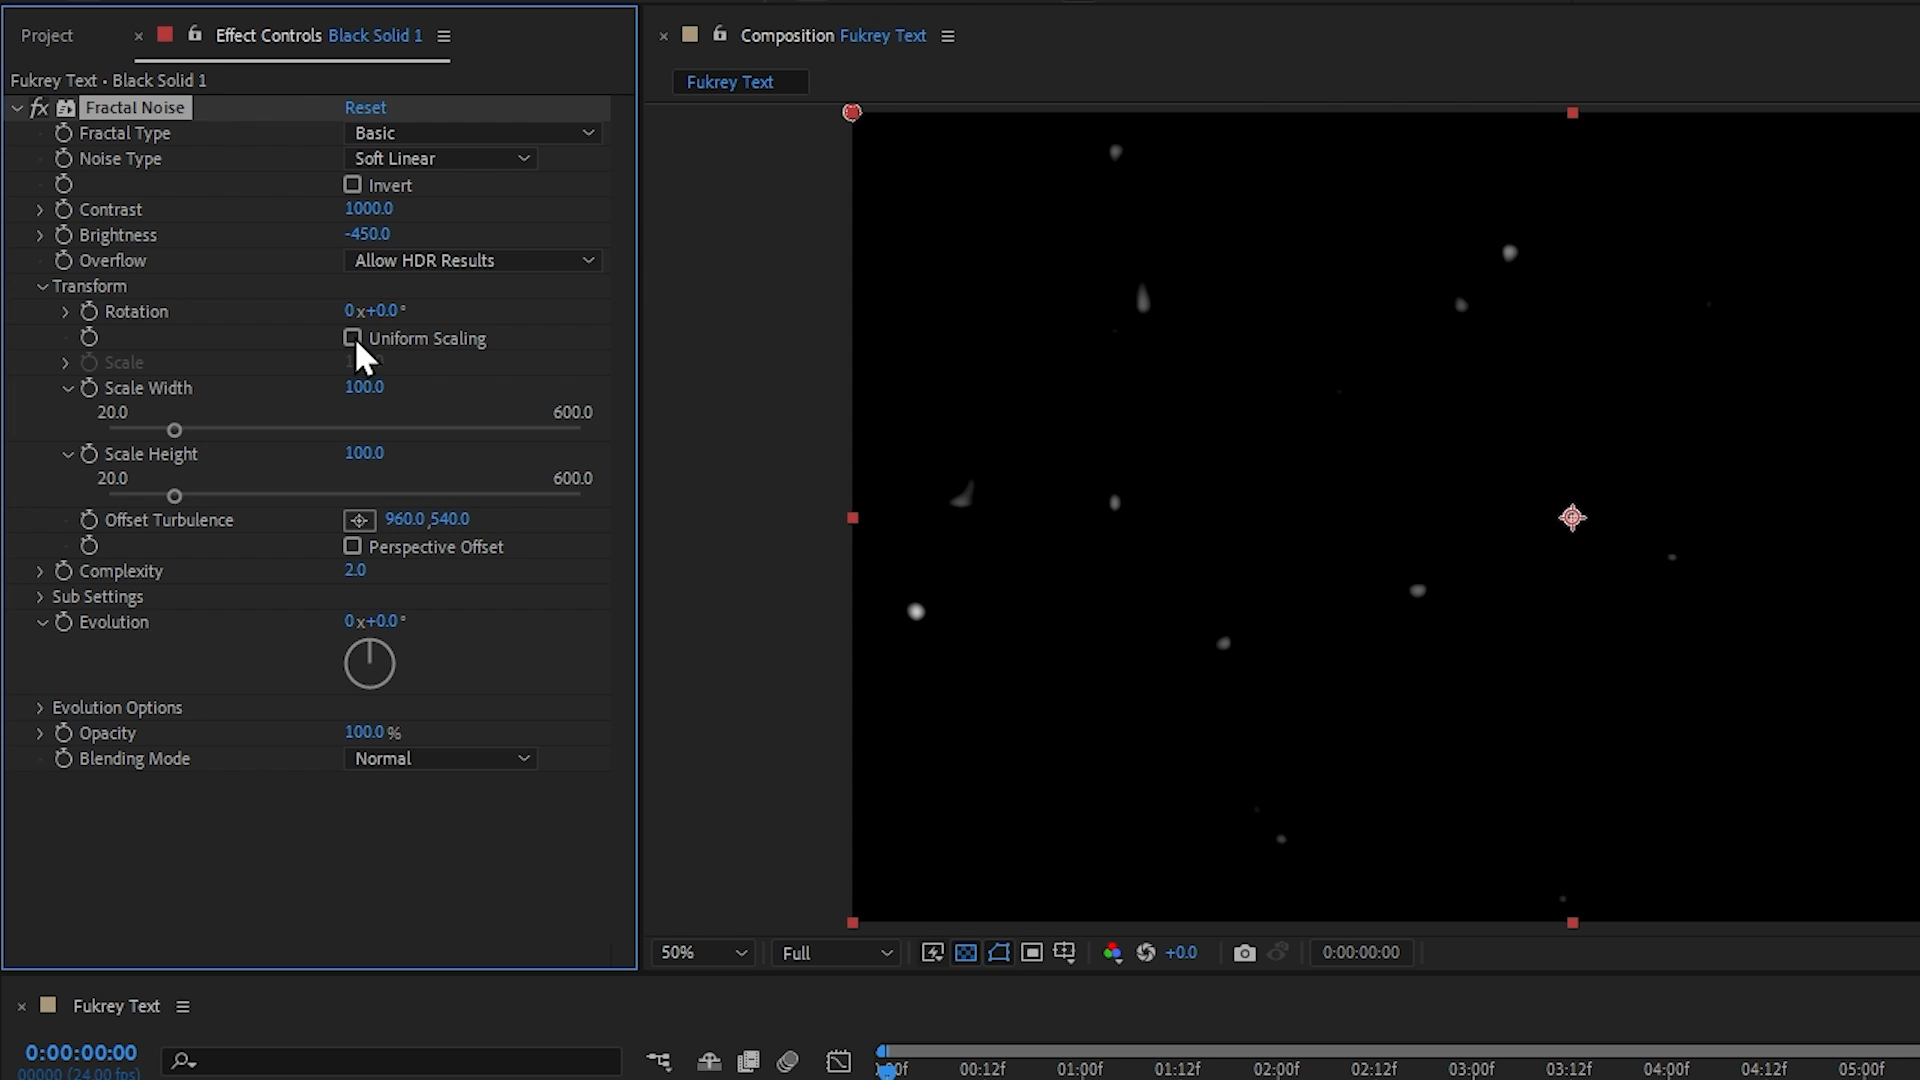 Project
Effect Controls Black Solid 1
Composition Fukrey Text
Fukrey Text • Black Solid 1
Fukrey Text
fx Fractal Noise Reset
Fractal Type Basic
Noise Type Soft Linear
Invert
Contrast 1000.0
Brightness -450.0
Overflow Allow HDR Results
Transform
Rotation 0x+0.0°
Uniform Scaling
Scale
Scale Width 100.0
20.0 600.0
Scale Height 100.0
20.0 600.0
Offset Turbulence 960.0,540.0
Perspective Offset
Complexity 2.0
Sub Settings
Evolution 0x+0.0°
Evolution Options
Opacity 100.0 %
Blending Mode Normal
50% Full +0.0 0:00:00:00
Fukrey Text
0:00:00:00
00000 (24.00 fps)
00:12f 01:00f 01:12f 02:00f 02:12f 03:00f 03:12f 04:00f 04:12f 05:00f